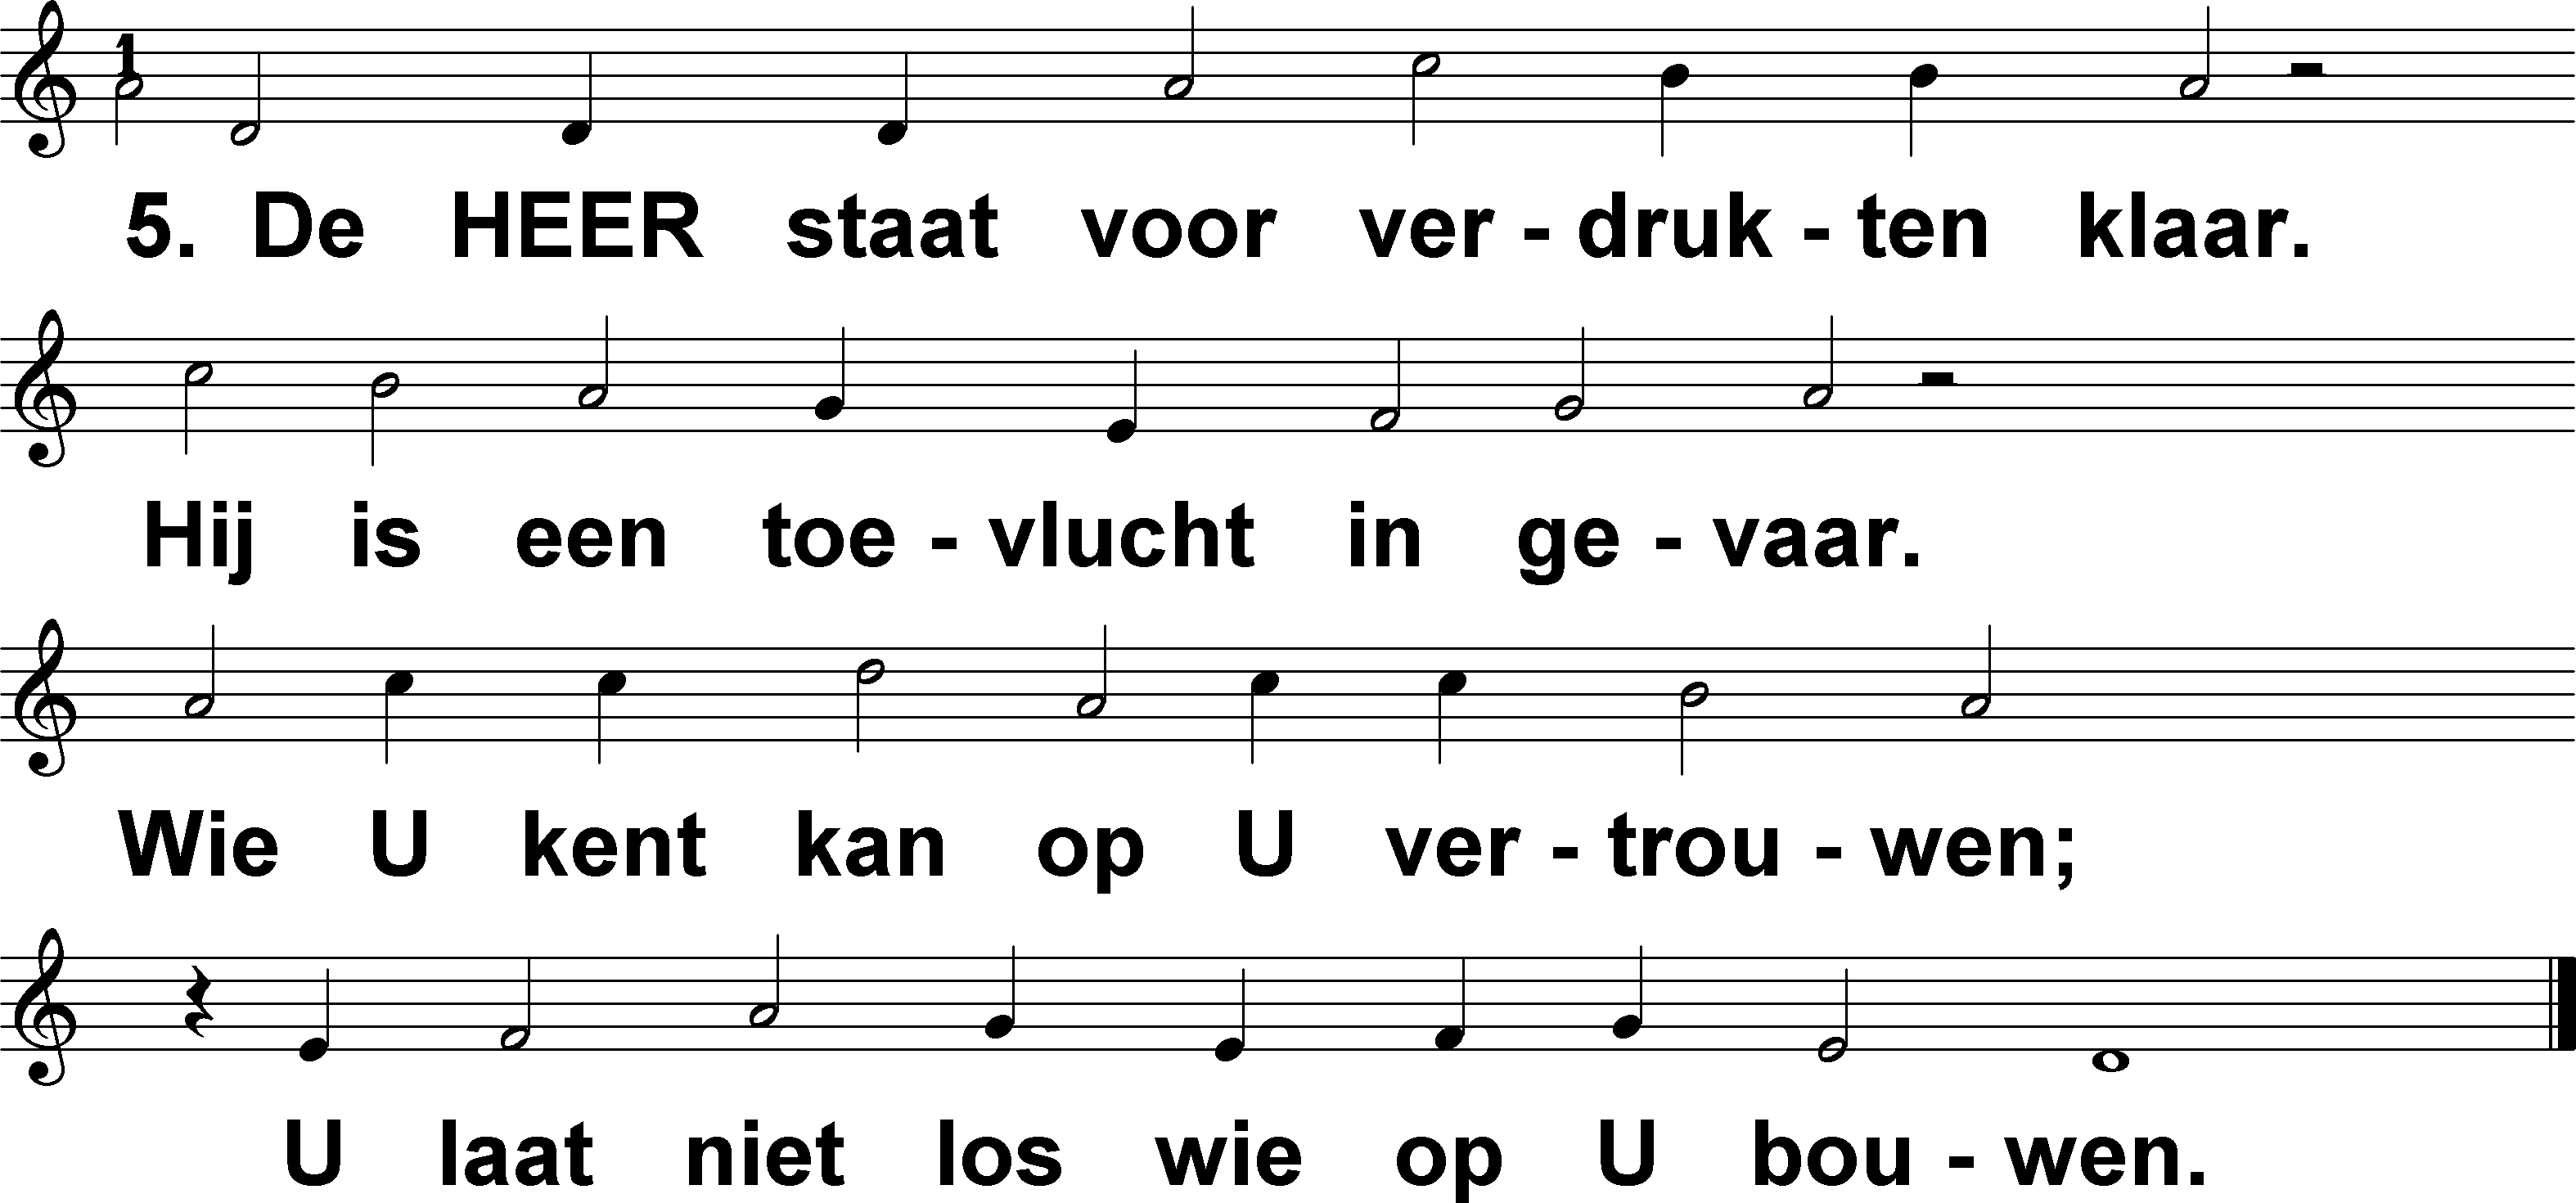 1
5. De HEER staat voor ver - druk - ten klaar.
Hij is een toe - vlucht in ge - vaar.
Wie U kent kan op U ver - trou - wen;
U laat niet los wie op U bou - wen.